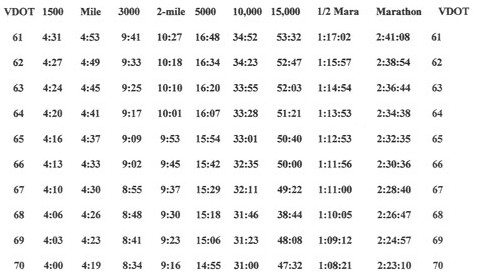 VDOT 1500 Mile 3000 2-mile 5000 10,000 15,000 1/2 Mara Marathon VDOT
61 4:31 4:53 9:41 10:27 16:48 34:52 53:32 1:17:02 2:41:08 61
62 4:27 4:49 9:33 10:18 16:34 34:23 52:47 1:15:57 2:38:54 62
63 4:24 4:45 9:25 10:10 16:20 33:55 52:03 1:14:54 2:36:44 63
64 4:20 4:41 9:17 10:01 16:07 33:28 51:21 1:13:53 2:34:38 64
65 4:16 4:37 9:09 9:53 15:54 33:01 50:40 1:12:53 2:32:35 65
66 4:13 4:33 9:02 9:45 15:42 32:35 50:00 1:11:56 2:30:36 66
67 4:10 4:30 8:55 9:37 15:29 32:11 49:22 1:11:00 2:28:40 67
68 4:06 4:26 8:48 9:30 15:18 31:46 38:44 1:10:05 2:26:47 68
69 4:03 4:23 8:41 9:23 15:06 31:23 48:08 1:09:12 2:24:57 69
70 4:00 4:19 8:34 9:16 14:55 31:00 47:32 1:08:21 2:23:10 70